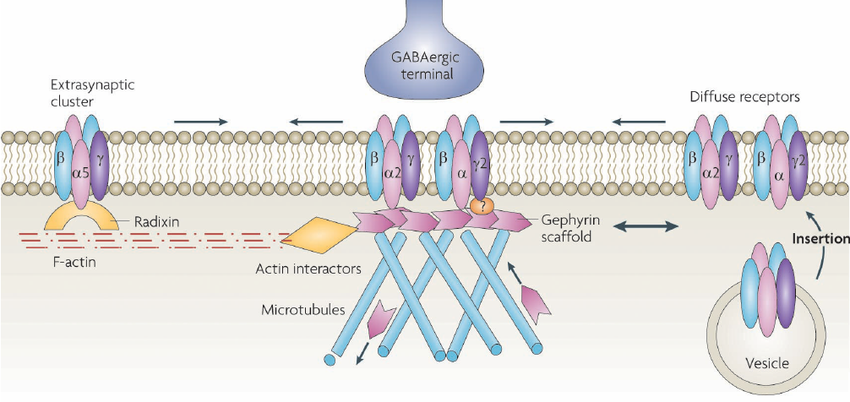 GABAergic
terminal
Extrasynaptic
cluster
Diffuse receptors
β
α5
γ
β
α2
γ
β
α
γ2
β
α2
γ
β
α
γ2
?
Radixin
Gephyrin
scaffold
Insertion
F-actin
Actin interactors
Microtubules
Vesicle